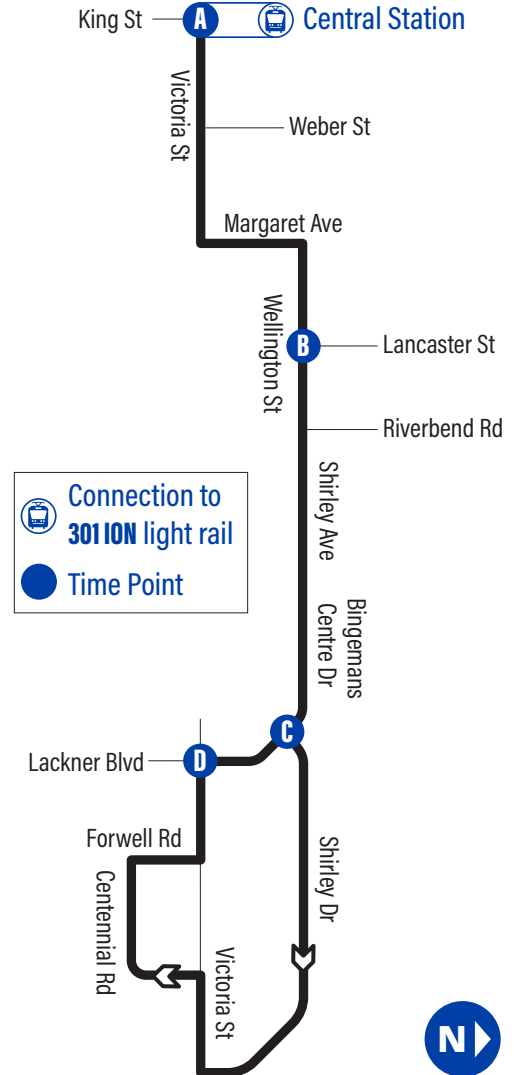 King St
A
Central Station
Victoria St
Weber St
Margaret Ave
Wellington St
B
Lancaster St
Riverbend Rd
Connection to
301 ION light rail
Time Point
Shirley Ave
Bingemans
Centre Dr
C
Lackner Blvd
D
Forwell Rd
Centennial Rd
Shirley Dr
Victoria St
N